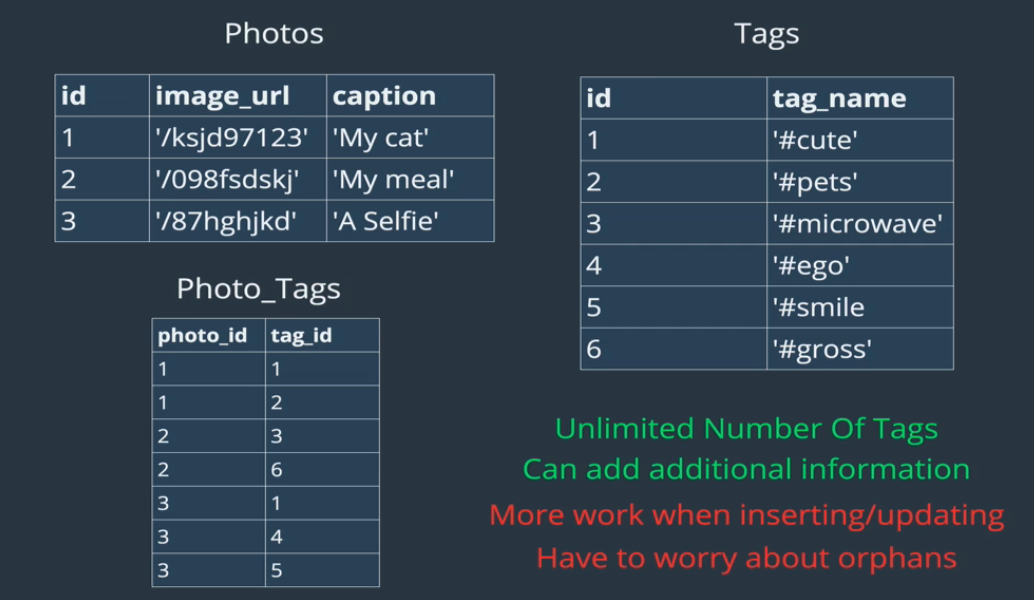 Photos
id image_url caption
1 '/ksjd97123' 'My cat'
2 '/098fsdskj' 'My meal'
3 '/87hghjkd' 'A Selfie'
Photo_Tags
photo_id tag_id
1 1
1 2
2 3
2 6
3 1
3 4
3 5
Tags
id tag_name
1 '#cute'
2 '#pets'
3 '#microwave'
4 '#ego'
5 '#smile
6 '#gross'
Unlimited Number Of Tags
Can add additional information
More work when inserting/updating
Have to worry about orphans